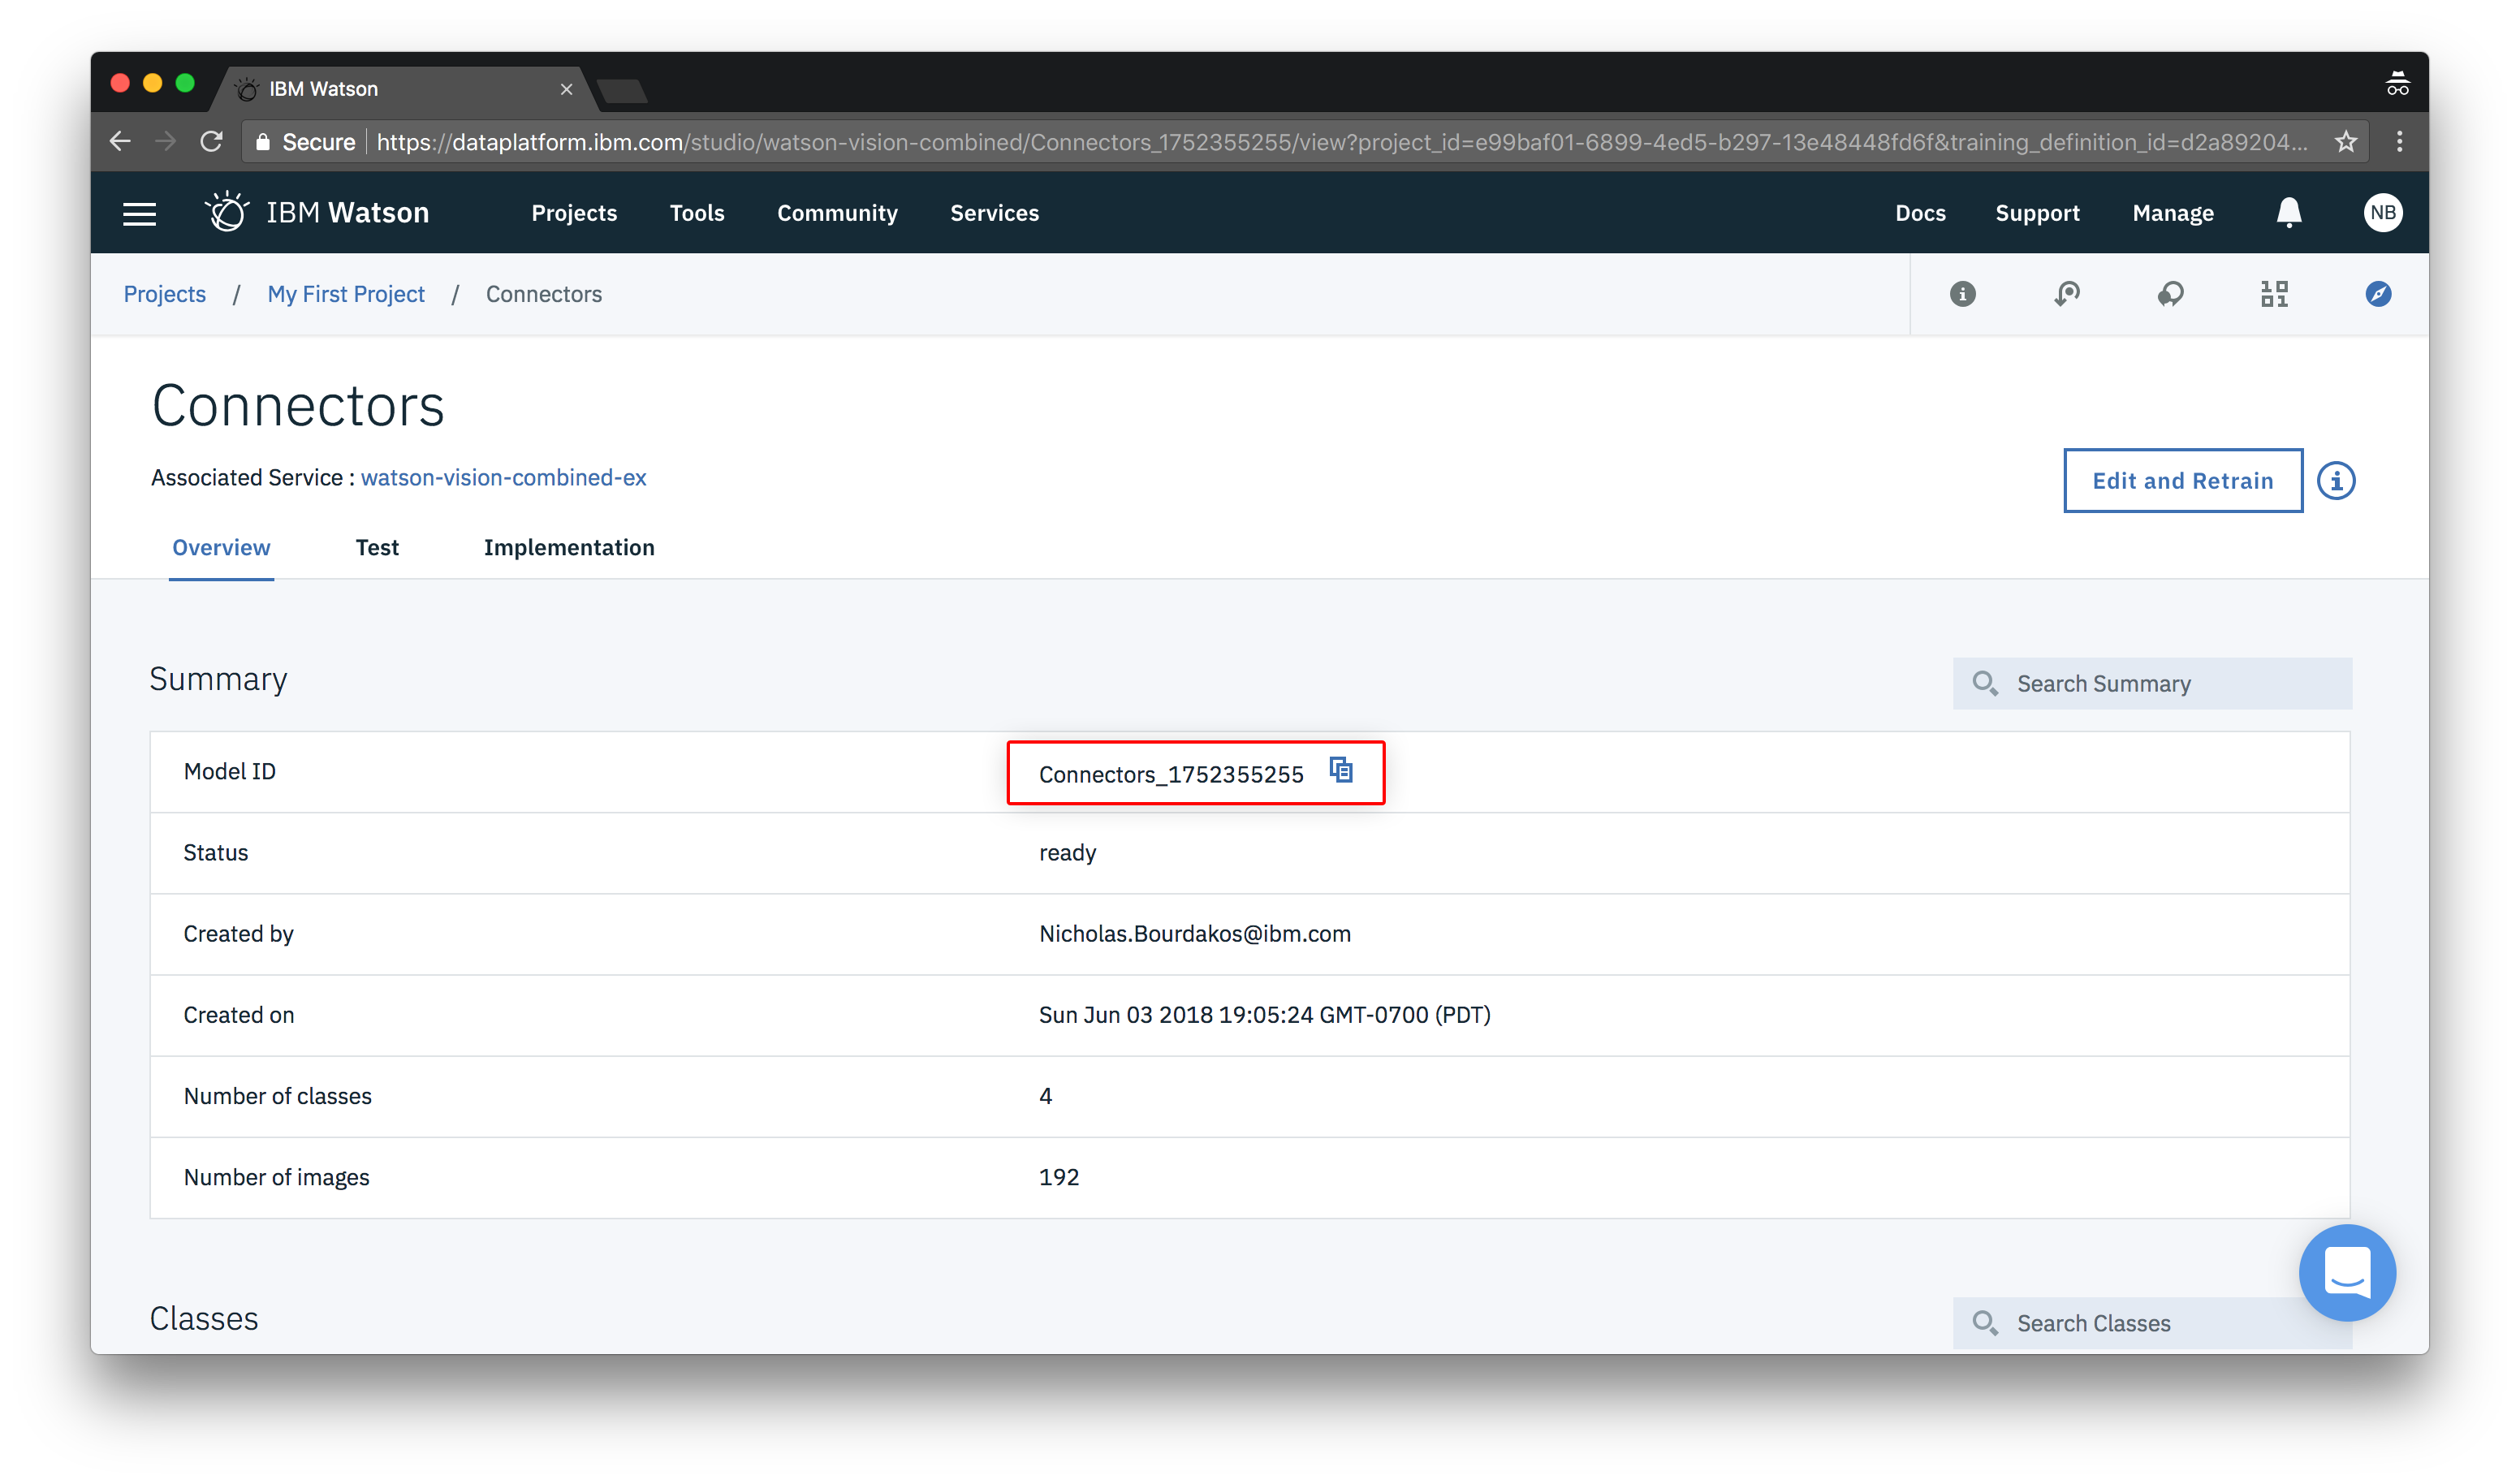 IBM Watson
Secure https://dataplatform.ibm.com/studio/watson-vision-combined/Connectors_1752355255/view?project_id=e99baf01-6899-4ed5-b297-13e48448fd6f&training_definition_id=d2a89204...
IBM Watson Projects Tools Community Services Docs Support Manage NB
Projects / My First Project / Connectors
Connectors
Associated Service : watson-vision-combined-ex
Edit and Retrain
Overview Test Implementation
Summary
Search Summary
Model ID Connectors_1752355255
Status ready
Created by Nicholas.Bourdakos@ibm.com
Created on Sun Jun 03 2018 19:05:24 GMT-0700 (PDT)
Number of classes 4
Number of images 192
Classes
Search Classes